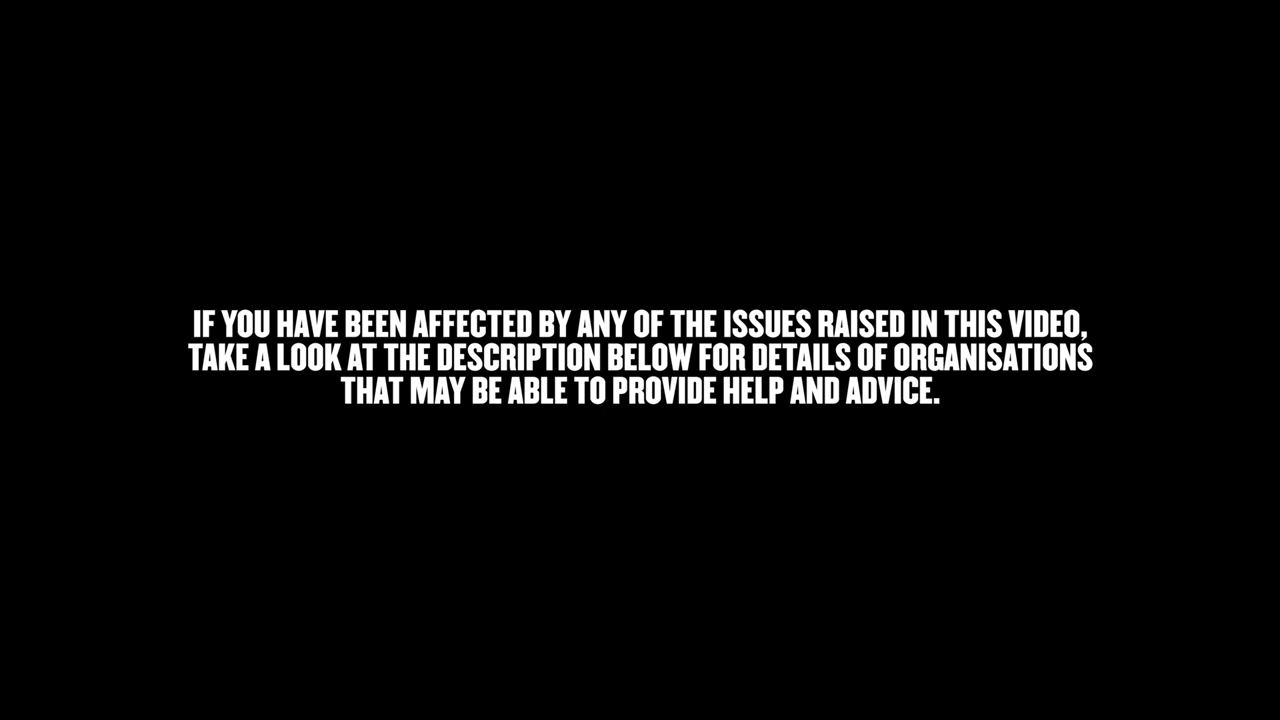 IF YOU HAVE BEEN AFFECTED BY ANY OF THE ISSUES RAISED IN THIS VIDEO,
TAKE A LOOK AT THE DESCRIPTION BELOW FOR DETAILS OF ORGANISATIONS
THAT MAY BE ABLE TO PROVIDE HELP AND ADVICE.